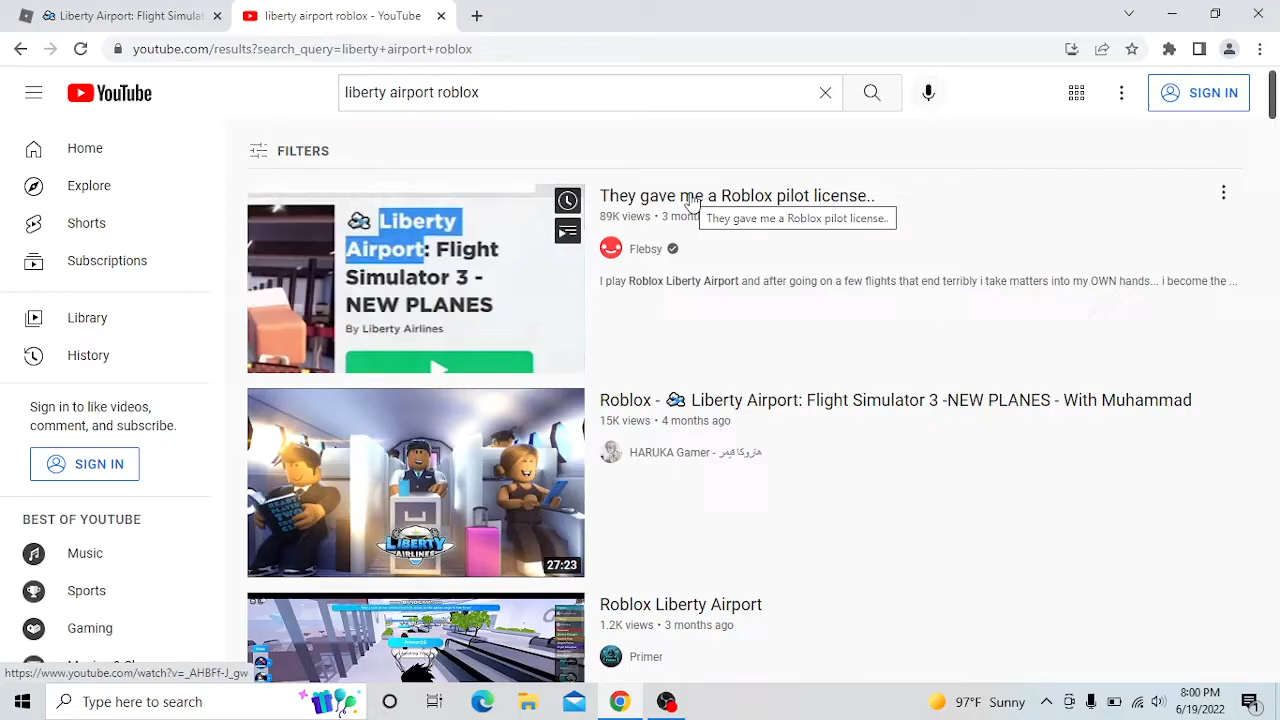 Liberty Airport: Flight Simulat
liberty airport roblox - YouTube
youtube.com/results?search_query=liberty+airport+roblox
YouTube
liberty airport roblox
SIGN IN
Home
Explore
Shorts
Subscriptions
Library
History
Sign in to like videos,
comment, and subscribe.
SIGN IN
BEST OF YOUTUBE
Music
Sports
Gaming
FILTERS
Liberty
Airport: Flight
Simulator 3 -
NEW PLANES
By Liberty Airlines
They gave me a Roblox pilot license..
89K views • 3 mont
They gave me a Roblox pilot license..
Flebsy
I play Roblox Liberty Airport and after going on a few flights that end terribly i take matters into my OWN hands... i become the ...
READY
PLAYER
TWO
LIBERTY
AIRLINES
27:23
Roblox - Liberty Airport: Flight Simulator 3 -NEW PLANES - With Muhammad
15K views • 4 months ago
HARUKA Gamer - هاروكا قيمر
Roblox Liberty Airport
1.2K views • 3 months ago
Primer
https://www.youtube.com/watch?v=_AHBFf-J_gw
Type here to search
97°F Sunny
8:00 PM
6/19/2022
1